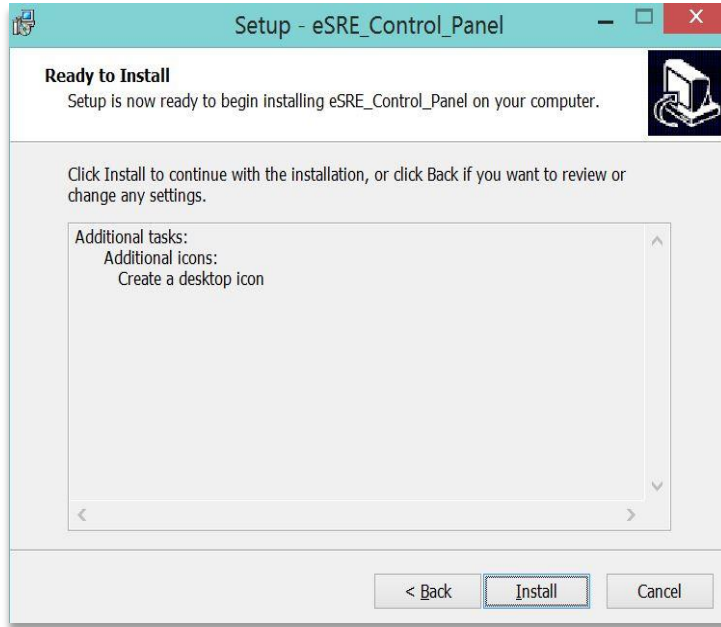 Setup - eSRE_Control_Panel
Ready to Install
Setup is now ready to begin installing eSRE_Control_Panel on your computer.
Click Install to continue with the installation, or click Back if you want to review or
change any settings.
Additional tasks:
Additional icons:
Create a desktop icon
< Back
Install
Cancel